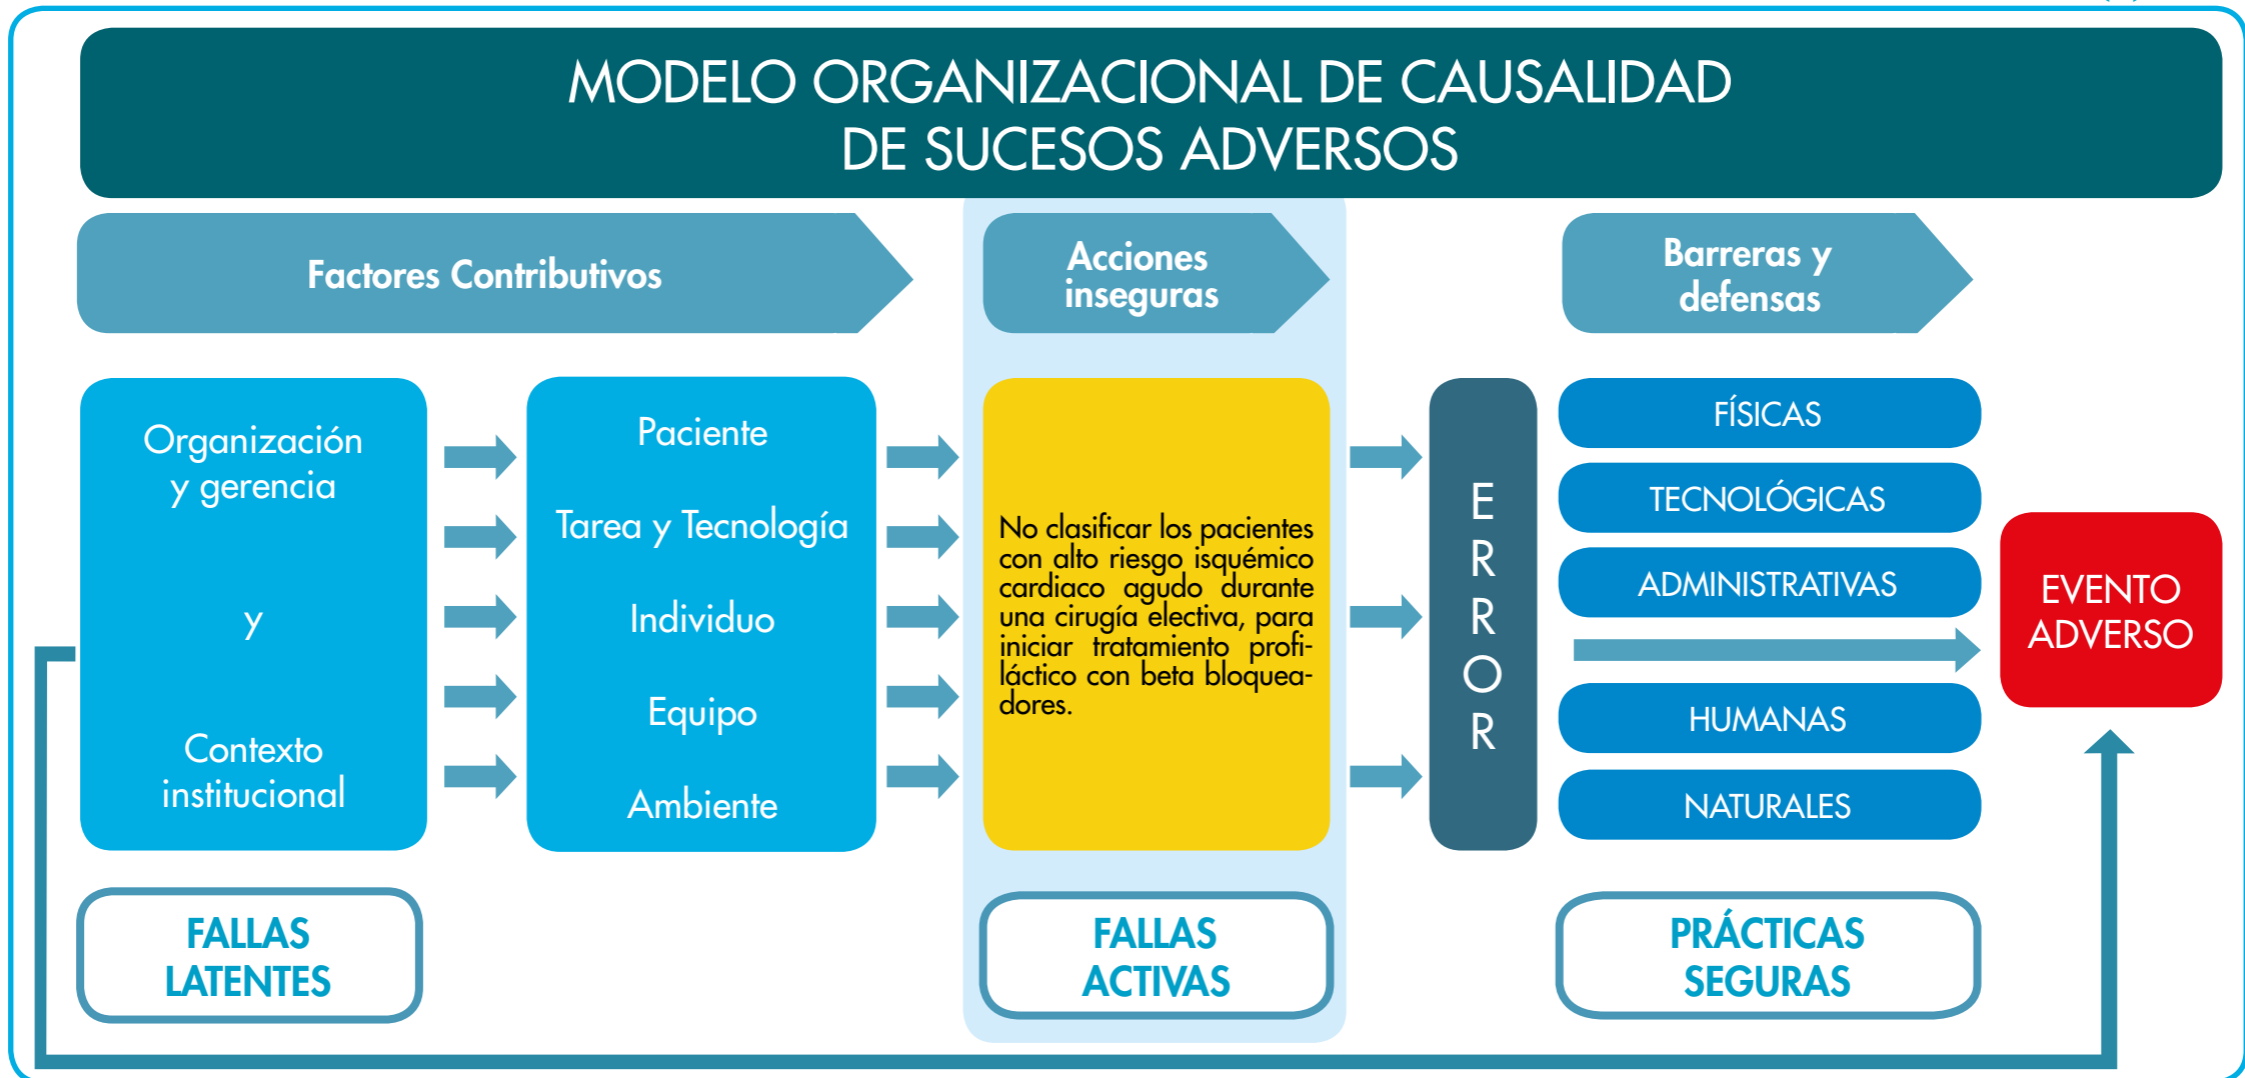 MODELO ORGANIZACIONAL DE CAUSALIDAD
DE SUCESOS ADVERSOS
Factores Contributivos
Acciones
inseguras
Barreras y
defensas
Organización
y gerencia
y
Contexto
institucional
Paciente
Tarea y Tecnología
Individuo
Equipo
Ambiente
No clasificar los pacientes
con alto riesgo isquémico
cardiaco agudo durante
una cirugía electiva, para
iniciar tratamiento profi-
láctico con beta bloquea-
dores.
E
R
R
O
R
FÍSICAS
TECNOLÓGICAS
ADMINISTRATIVAS
HUMANAS
NATURALES
EVENTO
ADVERSO
FALLAS
LATENTES
FALLAS
ACTIVAS
PRÁCTICAS
SEGURAS